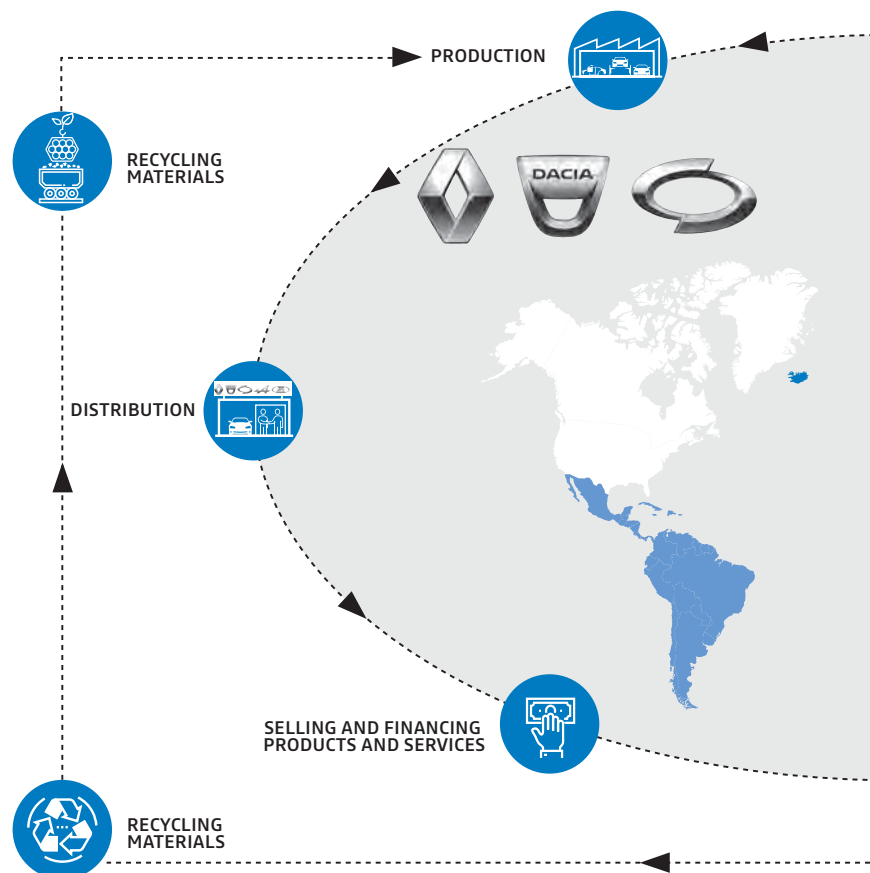 PRODUCTION
RECYCLING
MATERIALS
DACIA
DISTRIBUTION
SELLING AND FINANCING
PRODUCTS AND SERVICES
RECYCLING
MATERIALS